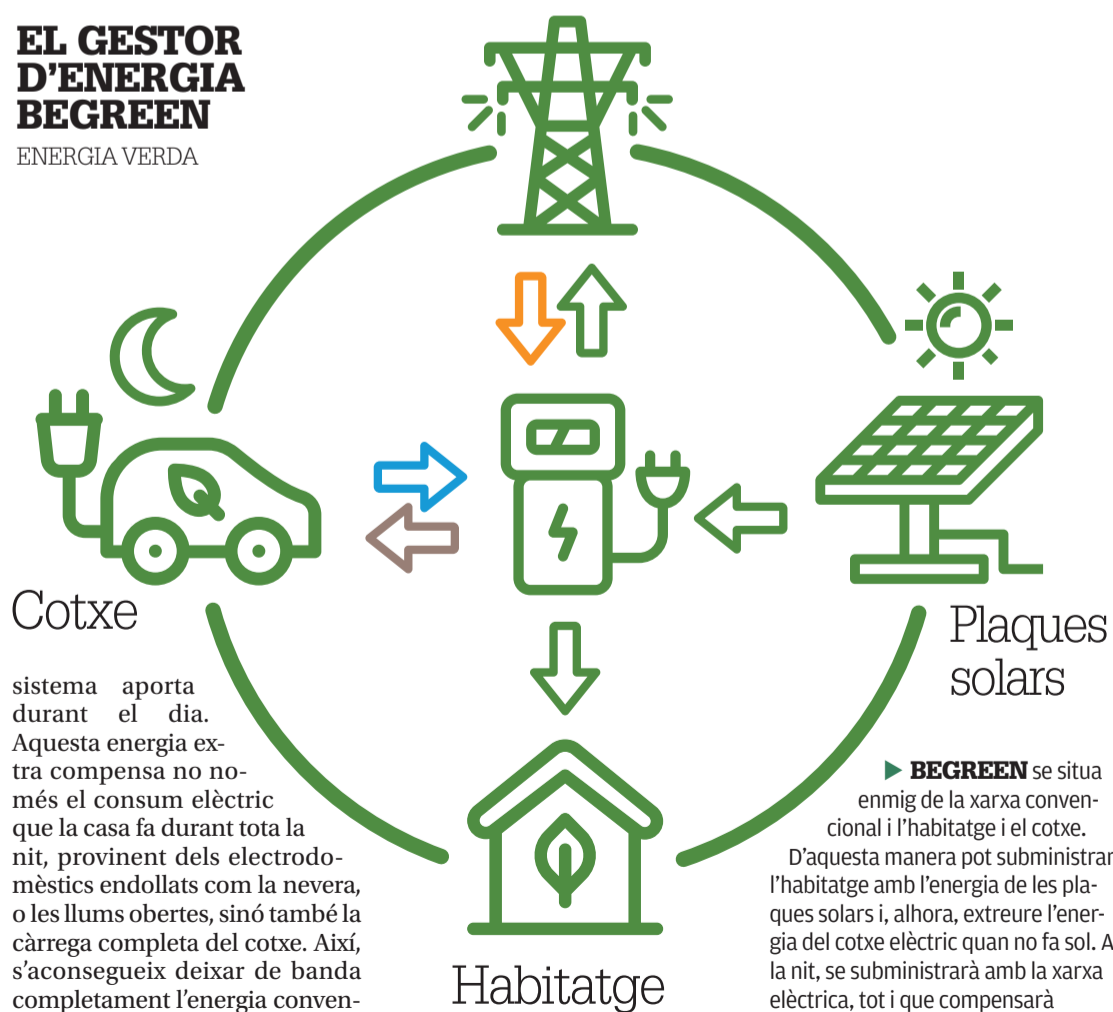 EL GESTOR
D'ENERGIA
BEGREEN
ENERGIA VERDA
Cotxe
Plaques
solars
Habitatge
sistema aporta
durant el dia.
Aquesta energia ex-
tra compensa no no-
més el consum elèctric
que la casa fa durant tota la
nit, provinent dels electrodo-
mèstics endollats com la nevera,
o les llums obertes, sinó també la
càrrega completa del cotxe. Així,
s'aconsegueix deixar de banda
completament l'energia conven-
▶ BEGREEN se situa
enmig de la xarxa conven-
cional i l'habitatge i el cotxe.
D'aquesta manera pot subministrar
l'habitatge amb l'energia de les pla-
ques solars i, alhora, extreure l'ener-
gia del cotxe elèctric quan no fa sol. A
la nit, se subministrarà amb la xarxa
elèctrica, tot i que compensarà